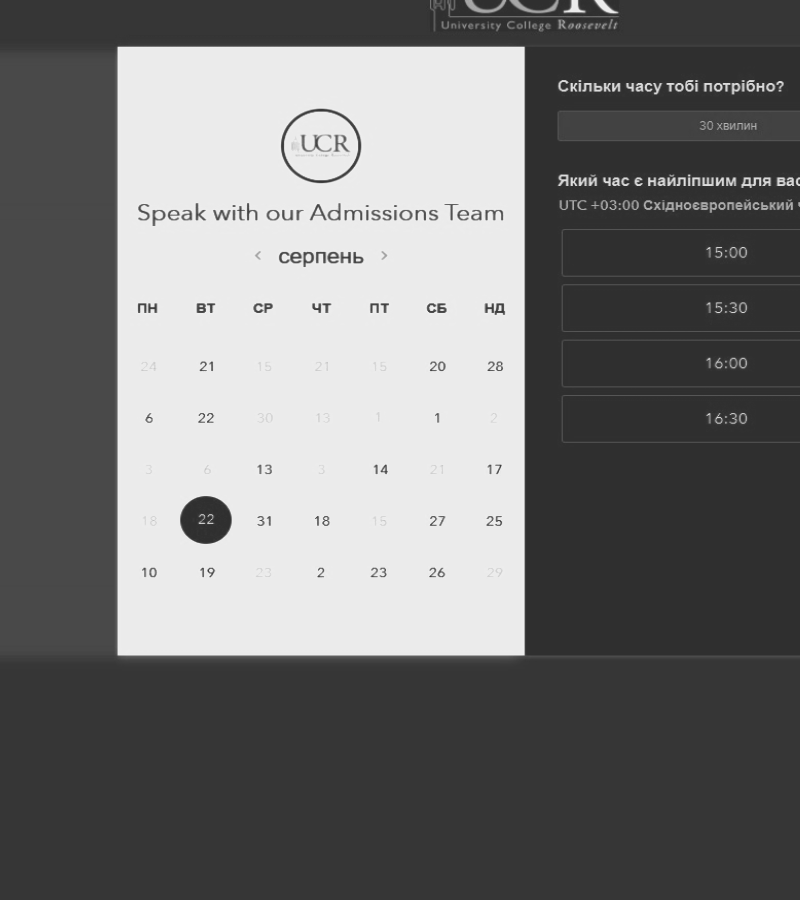 UCR
University College Roosevelt
UCR
Speak with our Admissions Team
‹ серпень ›
ПН ВТ СР ЧТ ПТ СБ НД
24 21 15 21 15 20 28
6 22 30 13 1 1 2
3 6 13 3 14 21 17
18 22 31 18 15 27 25
10 19 23 2 23 26 29
Скільки часу тобі потрібно?
30 хвилин
Який час є найліпшим для вас
UTC +03:00 Східноєвропейський ч
15:00
15:30
16:00
16:30